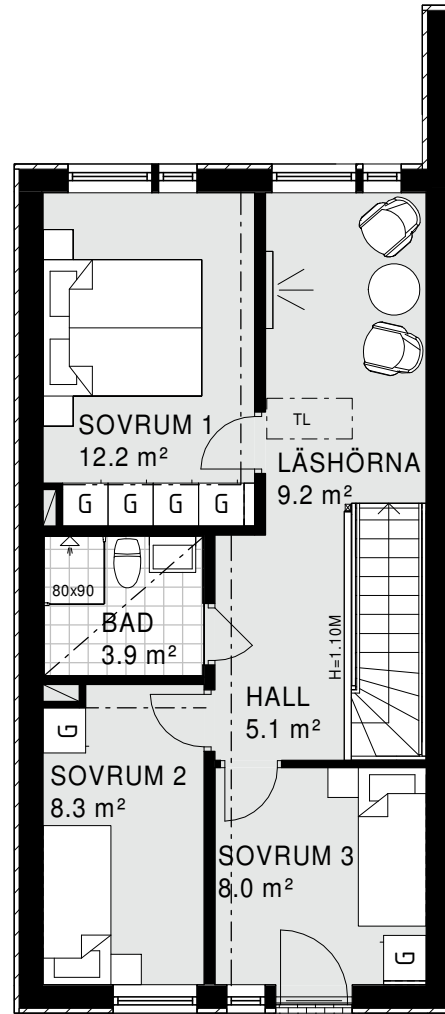 SOVRUM 1
12.2 m²
TL
LÄSHÖRNA
9.2 m²
G G G G
80x90
BAD
3.9 m²
H=1.10M
HALL
5.1 m²
G
SOVRUM 2
8.3 m²
SOVRUM 3
8.0 m²
G